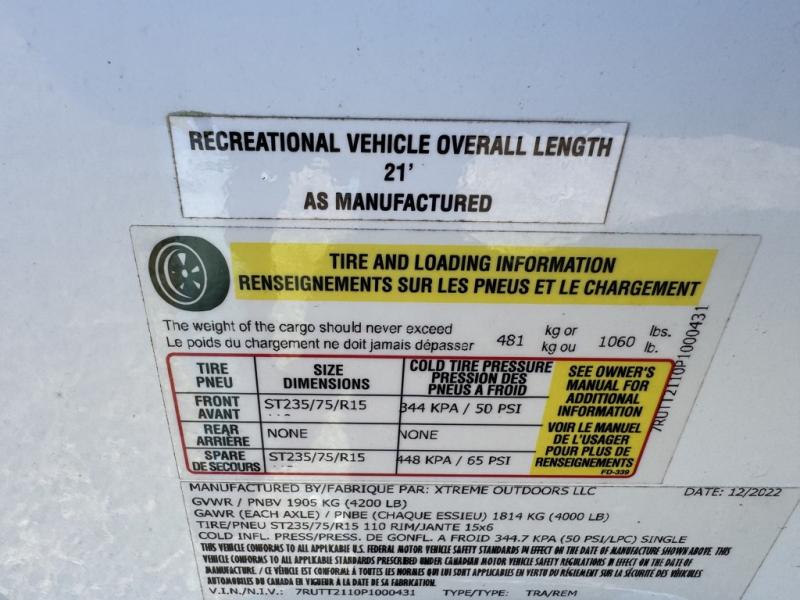 RECREATIONAL VEHICLE OVERALL LENGTH
21'
AS MANUFACTURED
TIRE AND LOADING INFORMATION
RENSEIGNEMENTS SUR LES PNEUS ET LE CHARGEMENT
The weight of the cargo should never exceed 481 kg or 1060 lbs.
Le poids du chargement ne doit jamais dépasser kg ou lb.
TIRE PNEU SIZE DIMENSIONS COLD TIRE PRESSURE PRESSION DES PNEUS A FROID
FRONT AVANT ST235/75/R15 344 KPA / 50 PSI
REAR ARRIÈRE NONE NONE
SPARE DE SECOURS ST235/75/R15 448 KPA / 65 PSI
SEE OWNER'S
MANUAL FOR
ADDITIONAL
INFORMATION
VOIR LE MANUEL
DE L'USAGER
POUR PLUS DE
RENSEIGNEMENTS
FD-339
7RUTT2110P1000431
MANUFACTURED BY/FABRIQUE PAR: XTREME OUTDOORS LLC DATE: 12/2022
GVWR / PNBV 1905 KG (4200 LB)
GAWR (EACH AXLE) / PNBE (CHAQUE ESSIEU) 1814 KG (4000 LB)
TIRE/PNEU ST235/75/R15 110 RIM/JANTE 15x6
COLD INFL. PRESS/PRESS. DE GONFL. A FROID 344.7 KPA (50 PSI/LPC) SINGLE
THIS VEHICLE CONFORMS TO ALL APPLICABLE U.S. FEDERAL MOTOR VEHICLE SAFETY STANDARDS IN EFFECT ON THE DATE OF MANUFACTURE SHOWN ABOVE. THIS
VEHICLE CONFORMS TO ALL APPLICABLE STANDARDS PRESCRIBED UNDER CANADIAN MOTOR VEHICLE SAFETY REGULATIONS IN EFFECT ON THE DATE OF
MANUFACTURE. / CE VÉHICLE EST CONFORME À TOUTES LES NORMES QUI LUI SONT APPLICABLES EN VERTU DU RÈGLEMENT SUR LA SÉCURITÉ DES VÉHICULES
AUTOMOBILES DU CANADA EN VIGUEUR À LA DATE DE SA FABRICATION.
V.I.N./N.I.V.: 7RUTT2110P1000431 TYPE/TYPE: TRA/REM